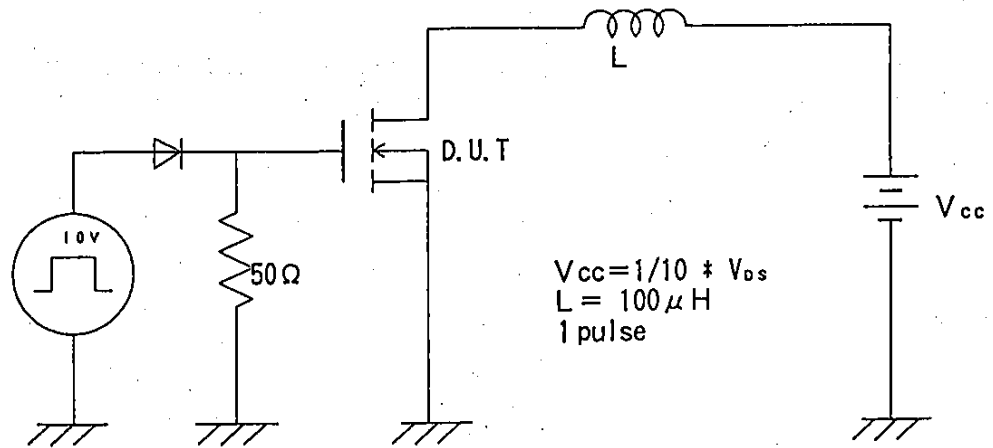 L
D.U.T
10V
50Ω
Vcc
Vcc=1/10 * VDS
L= 100μH
1pulse